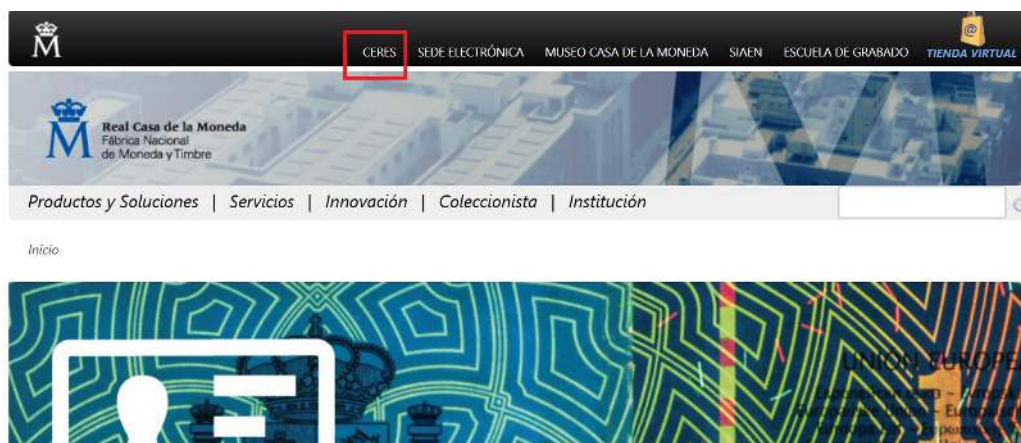 M
CERES SEDE ELECTRÓNICA MUSEO CASA DE LA MONEDA SIAEN ESCUELA DE GRABADO TIENDA VIRTUAL
@
M
Real Casa de la Moneda
Fábrica Nacional
de Moneda y Timbre
Productos y Soluciones | Servicios | Innovación | Coleccionista | Institución
Inicio
UNIÓN EUROPE